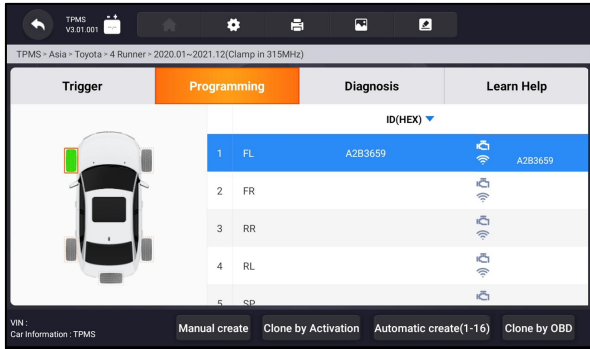 TPMS
V3.01.001
TPMS > Asia > Toyota > 4 Runner > 2020.01~2021.12(Clamp in 315MHz)
Trigger Programming Diagnosis Learn Help
ID(HEX)
1 FL A2B3659 A2B3659
2 FR
3 RR
4 RL
5 SP
VIN :
Car Information : TPMS
Manual create Clone by Activation Automatic create(1-16) Clone by OBD